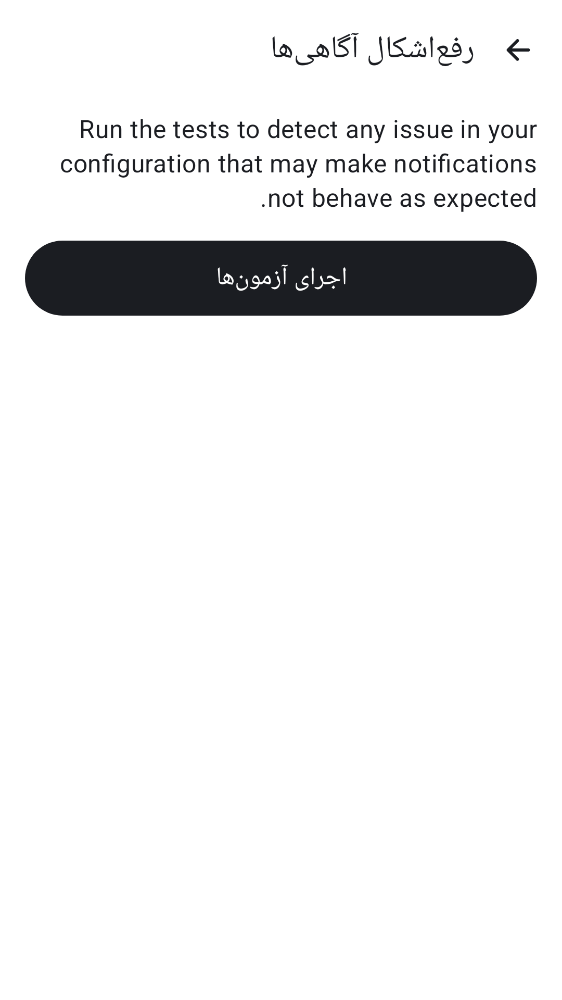 رفع‌اشکال آگاهی‌ها
Run the tests to detect any issue in your
configuration that may make notifications
not behave as expected.
اجرای آزمون‌ها